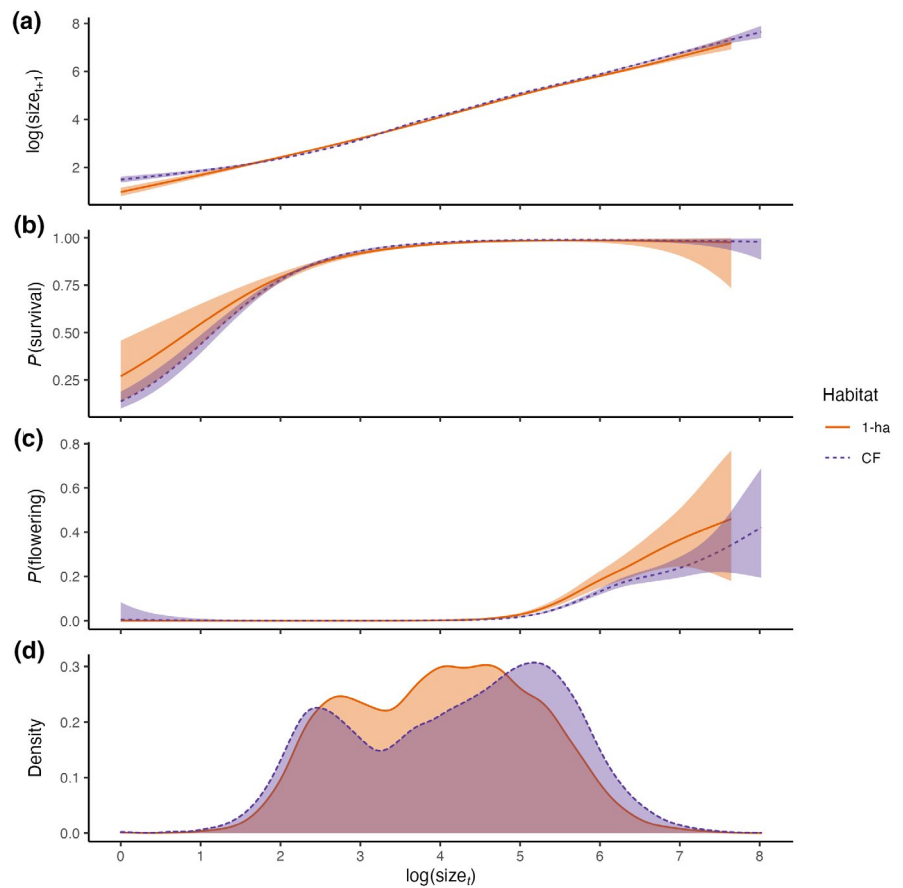 (a)
8
6
4
2
log(sizeₜ₊₁)
(b)
1.00
0.75
0.50
0.25
P(survival)
(c)
0.8
0.6
0.4
0.2
0.0
P(flowering)
Habitat
1-ha
CF
(d)
0.3
0.2
0.1
0.0
Density
0 1 2 3 4 5 6 7 8
log(sizeₜ)